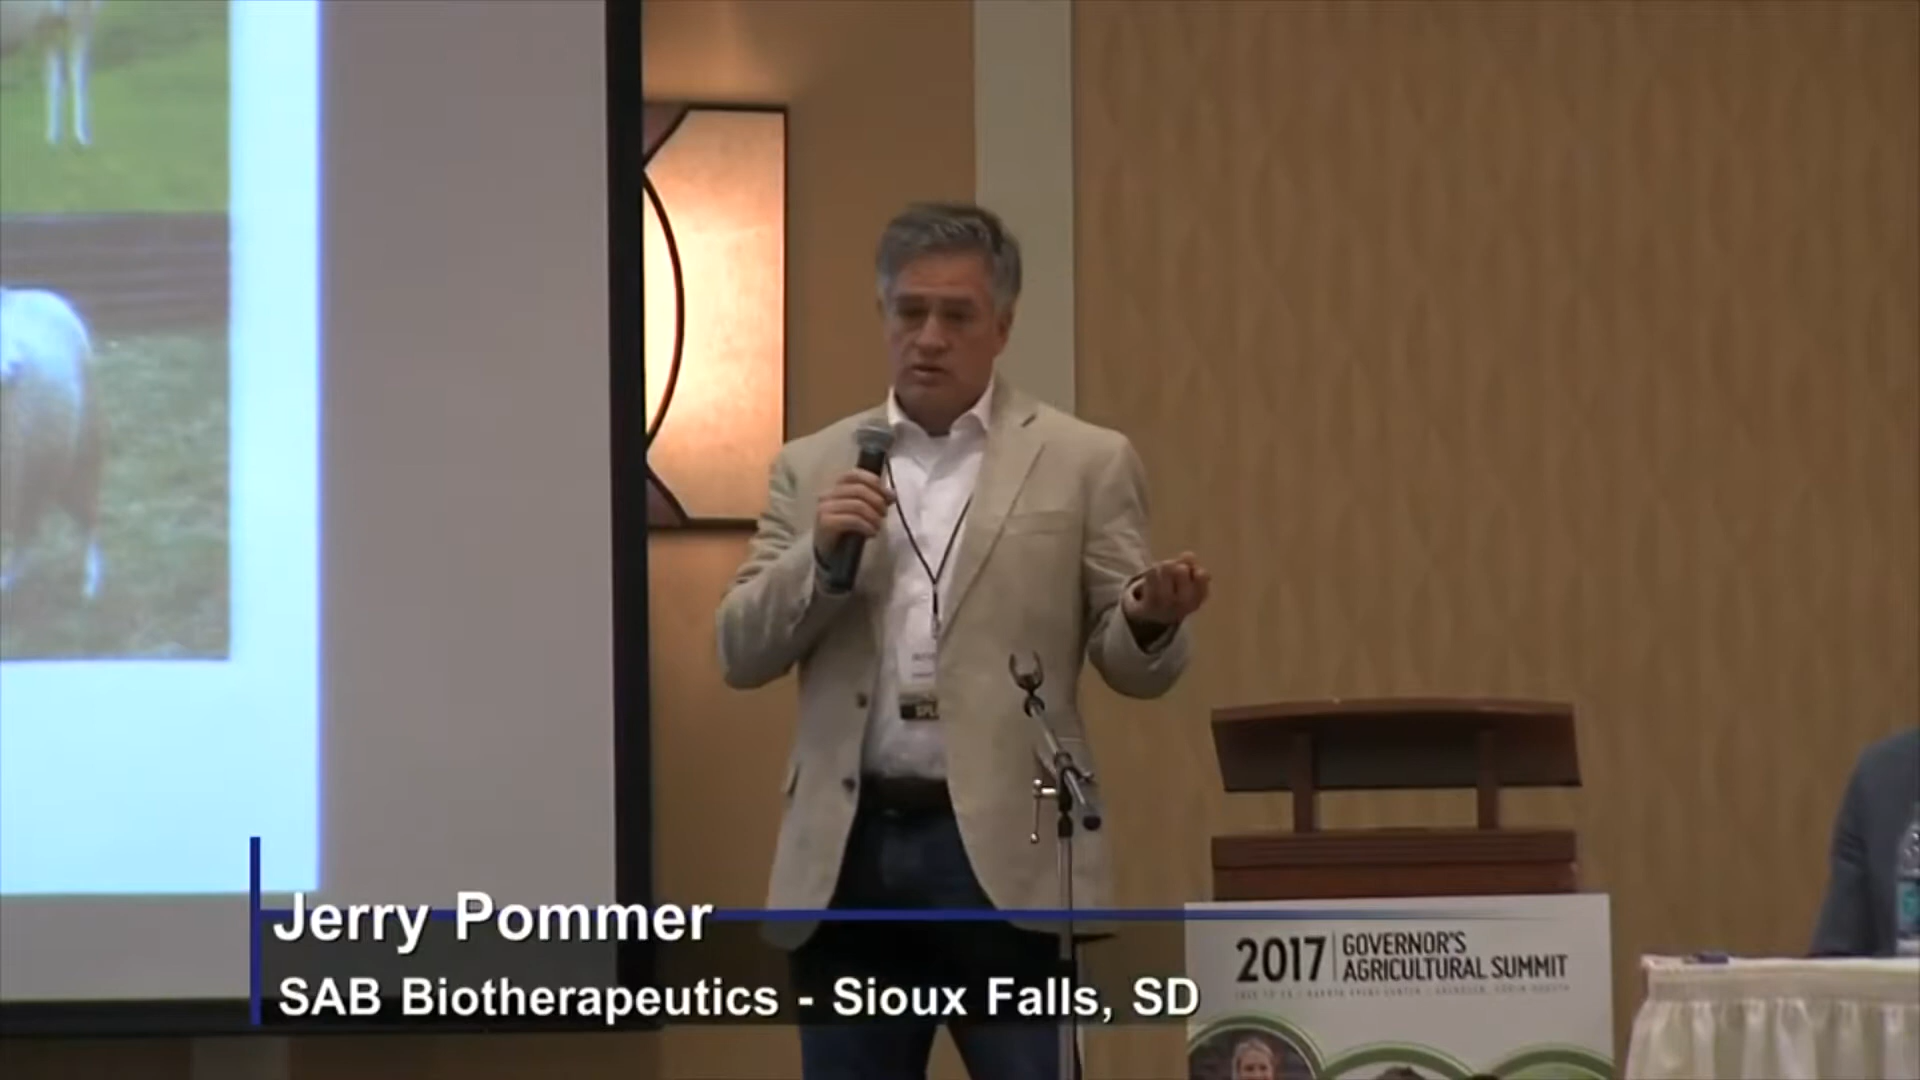 Jerry Pommer
SAB Biotherapeutics - Sioux Falls, SD
2017
GOVERNOR'S
AGRICULTURAL SUMMIT